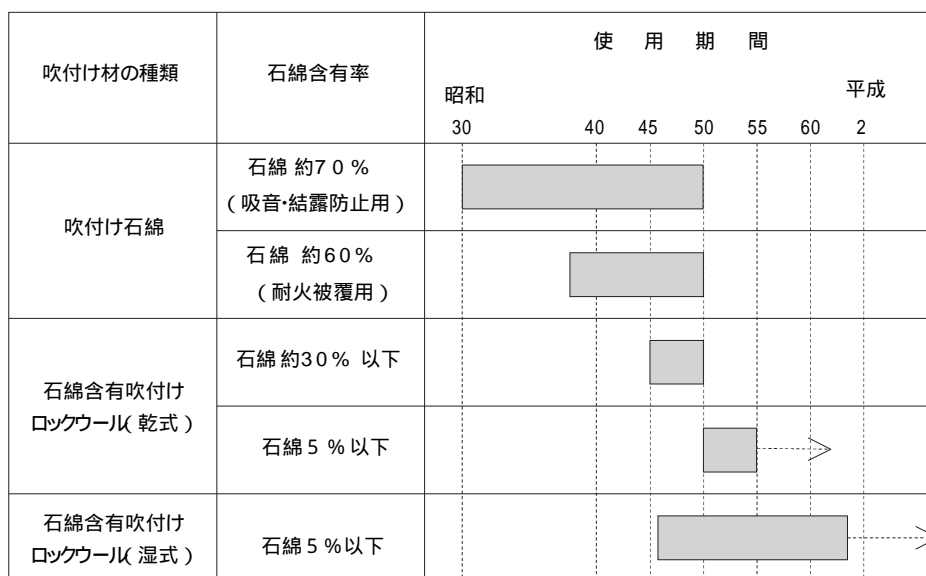 吹付け材の種類
石綿含有率
使 用 期 間
昭和
平成
30 40 45 50 55 60 2
吹付け石綿
石綿 約70%
(吸音・結露防止用)
石綿 約60%
(耐火被覆用)
石綿含有吹付け
ロックウール(乾式)
石綿 約30% 以下
石綿5%以下
石綿含有吹付け
ロックウール(湿式)
石綿5%以下